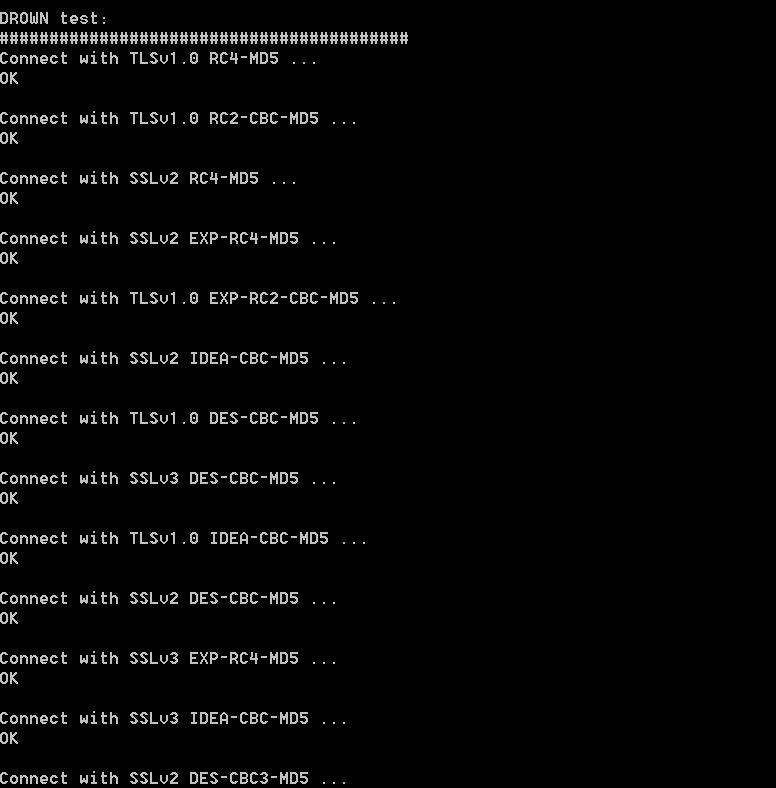 DROWN test:
#########################################
Connect with TLSv1.0 RC4-MD5 ...
OK
Connect with TLSv1.0 RC2-CBC-MD5 ...
OK
Connect with SSLv2 RC4-MD5 ...
OK
Connect with SSLv2 EXP-RC4-MD5 ...
OK
Connect with TLSv1.0 EXP-RC2-CBC-MD5 ...
OK
Connect with SSLv2 IDEA-CBC-MD5 ...
OK
Connect with TLSv1.0 DES-CBC-MD5 ...
OK
Connect with SSLv3 DES-CBC-MD5 ...
OK
Connect with TLSv1.0 IDEA-CBC-MD5 ...
OK
Connect with SSLv2 DES-CBC-MD5 ...
OK
Connect with SSLv3 EXP-RC4-MD5 ...
OK
Connect with SSLv3 IDEA-CBC-MD5 ...
OK
Connect with SSLv2 DES-CBC3-MD5 ...